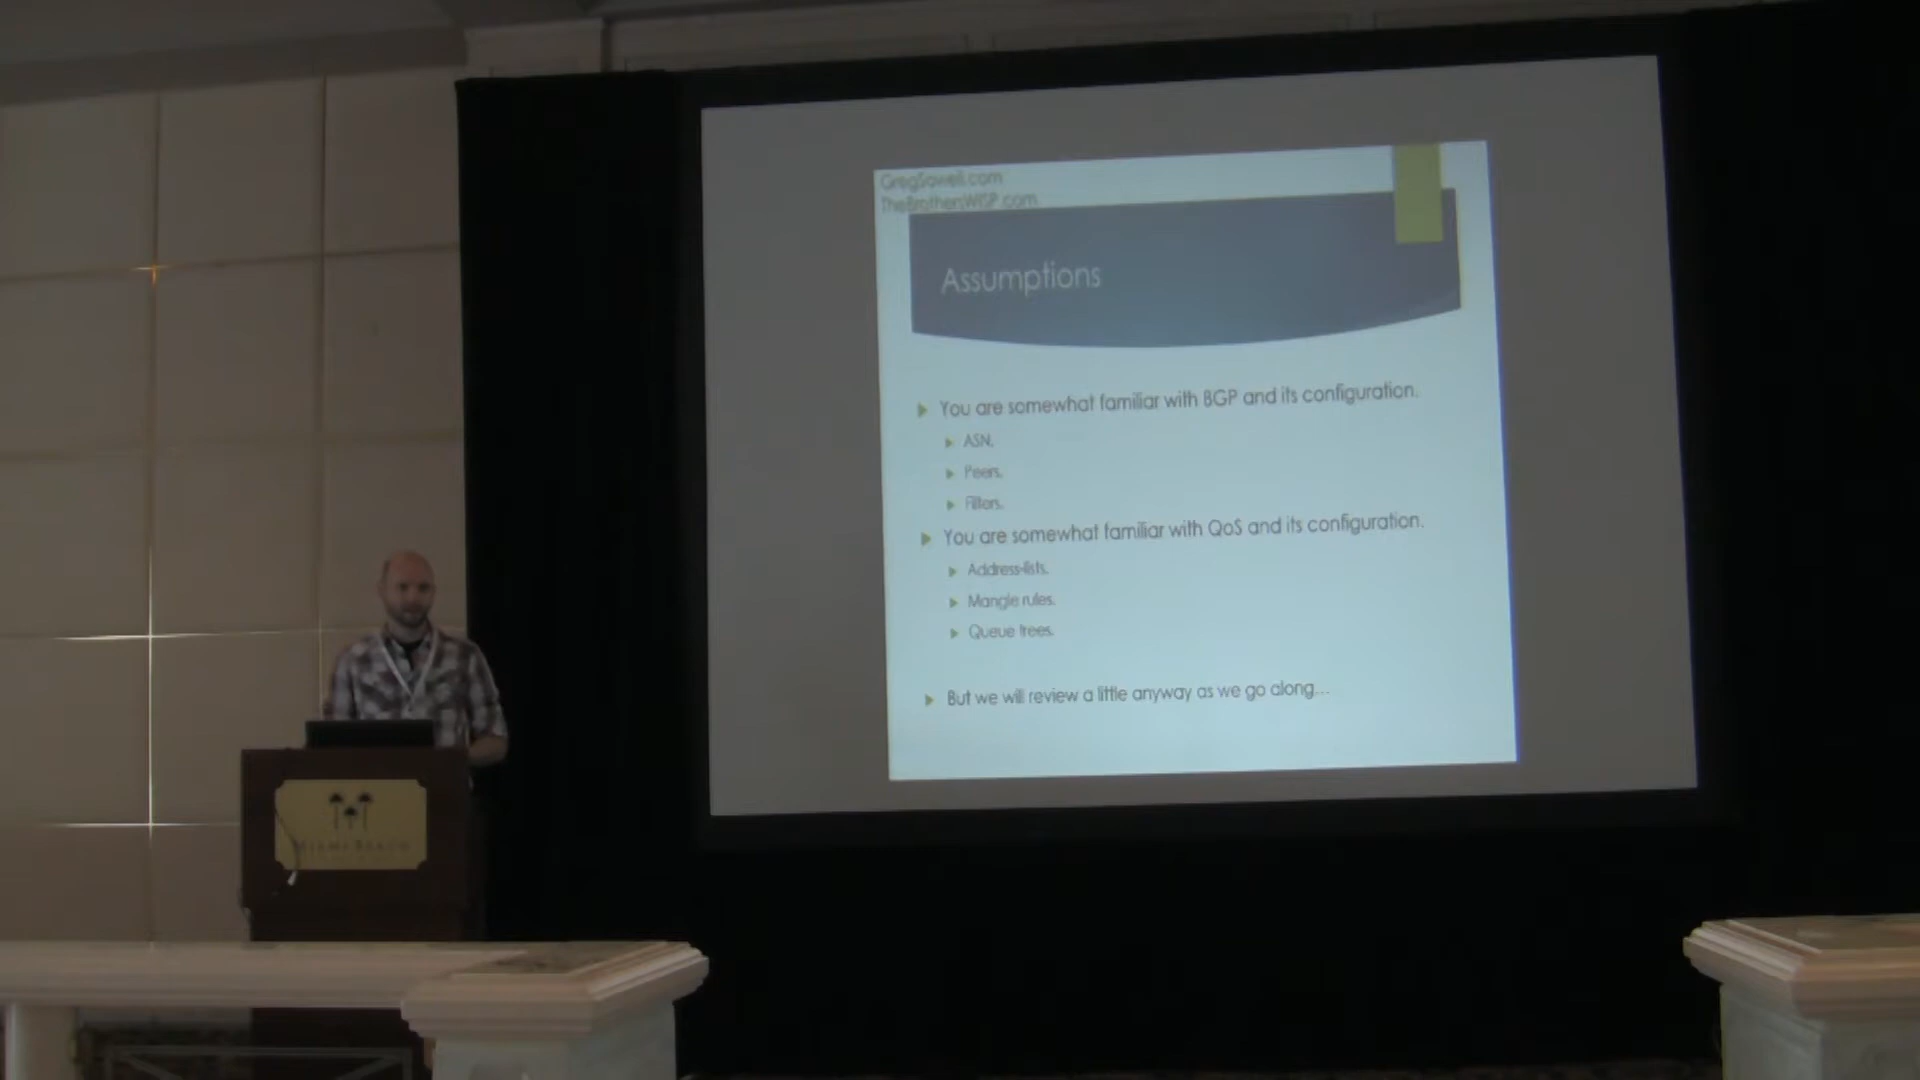 GregSowell.com
TheBrothersWISP.com
Assumptions
You are somewhat familiar with BGP and its configuration.
ASN.
Peers.
Filters.
You are somewhat familiar with QoS and its configuration.
Address-lists.
Mangle rules.
Queue trees.
But we will review a little anyway as we go along...
Miami Beach